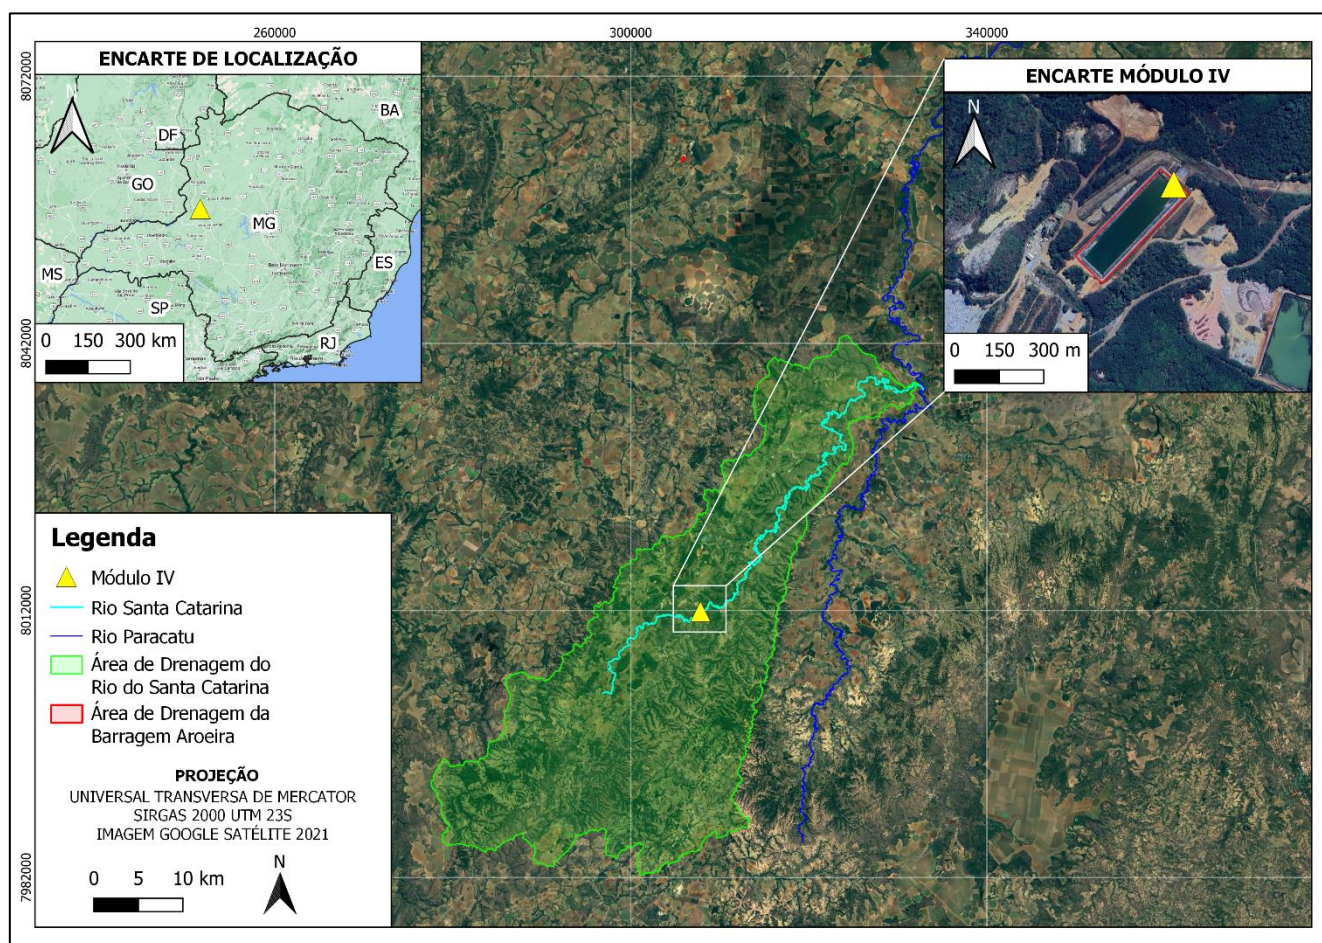 260000
300000
340000
ENCARTE DE LOCALIZAÇÃO
N
BA
DF
GO
MG
MS
ES
SP
RJ
0 150 300 km
ENCARTE MÓDULO IV
N
0 150 300 m
8072000
8042000
8012000
7982000
Legenda
Módulo IV
Rio Santa Catarina
Rio Paracatu
Área de Drenagem do
Rio do Santa Catarina
Área de Drenagem da
Barragem Aroeira
PROJEÇÃO
UNIVERSAL TRANSVERSA DE MERCATOR
SIRGAS 2000 UTM 23S
IMAGEM GOOGLE SATÉLITE 2021
N
0 5 10 km